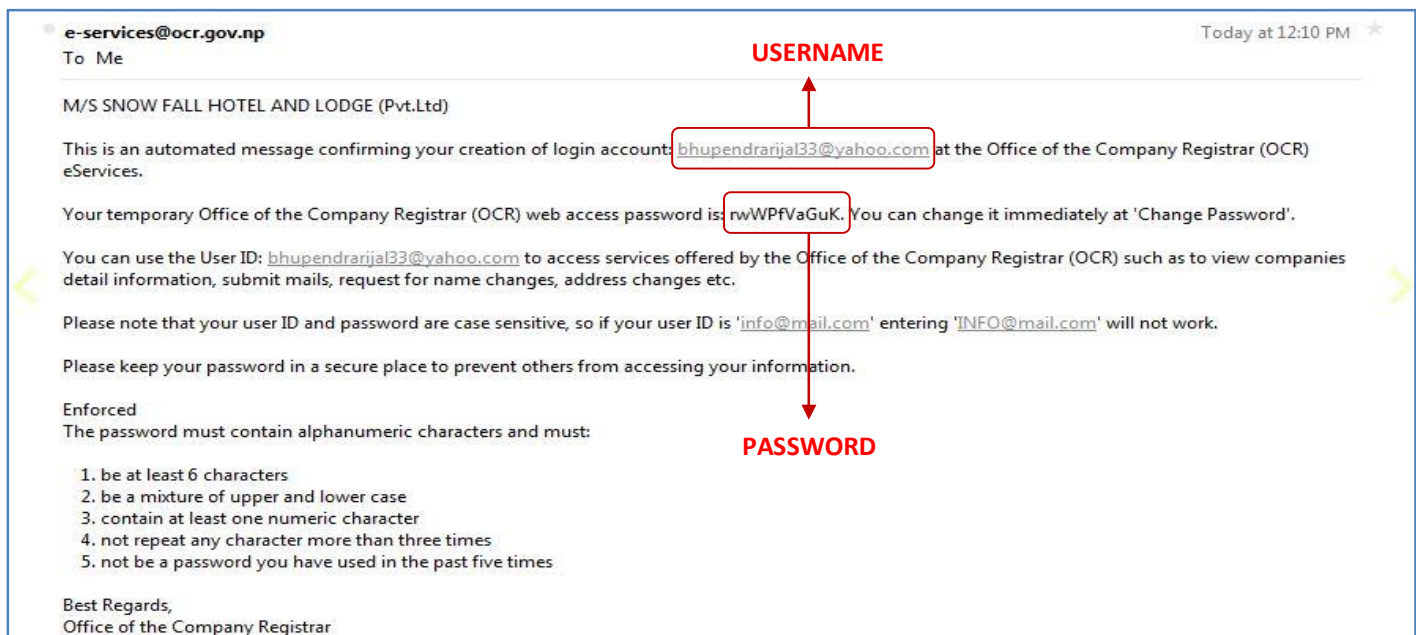 e-services@ocr.gov.np
Today at 12:10 PM
To Me
USERNAME
M/S SNOW FALL HOTEL AND LODGE (Pvt.Ltd)
This is an automated message confirming your creation of login account: bhupendrarijal33@yahoo.com at the Office of the Company Registrar (OCR)
eServices.
Your temporary Office of the Company Registrar (OCR) web access password is: rwWPfVaGuK. You can change it immediately at 'Change Password'.
You can use the User ID: bhupendrarijal33@yahoo.com to access services offered by the Office of the Company Registrar (OCR) such as to view companies
detail information, submit mails, request for name changes, address changes etc.
Please note that your user ID and password are case sensitive, so if your user ID is 'info@mail.com' entering 'INFO@mail.com' will not work.
Please keep your password in a secure place to prevent others from accessing your information.
Enforced
The password must contain alphanumeric characters and must:
PASSWORD
1. be at least 6 characters
2. be a mixture of upper and lower case
3. contain at least one numeric character
4. not repeat any character more than three times
5. not be a password you have used in the past five times
Best Regards,
Office of the Company Registrar